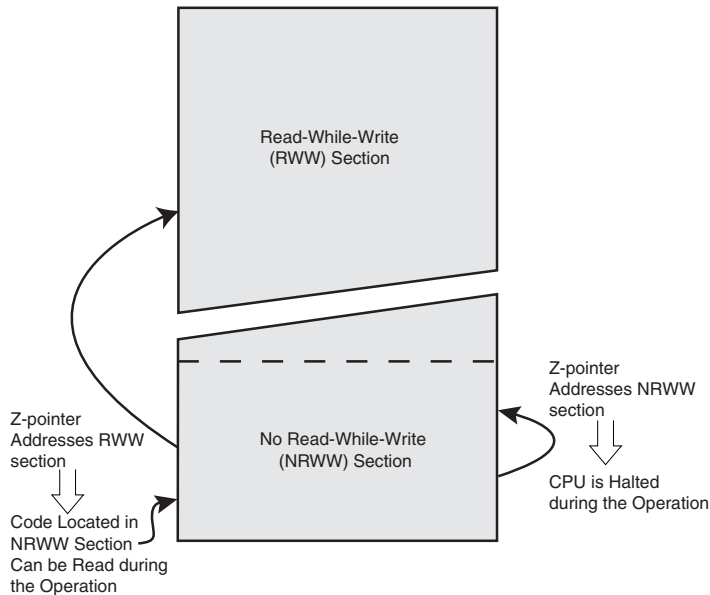 Read-While-Write
(RWW) Section
Z-pointer
Addresses NRWW
section
Z-pointer
Addresses RWW
section
No Read-While-Write
(NRWW) Section
CPU is Halted
during the Operation
Code Located in
NRWW Section
Can be Read during
the Operation